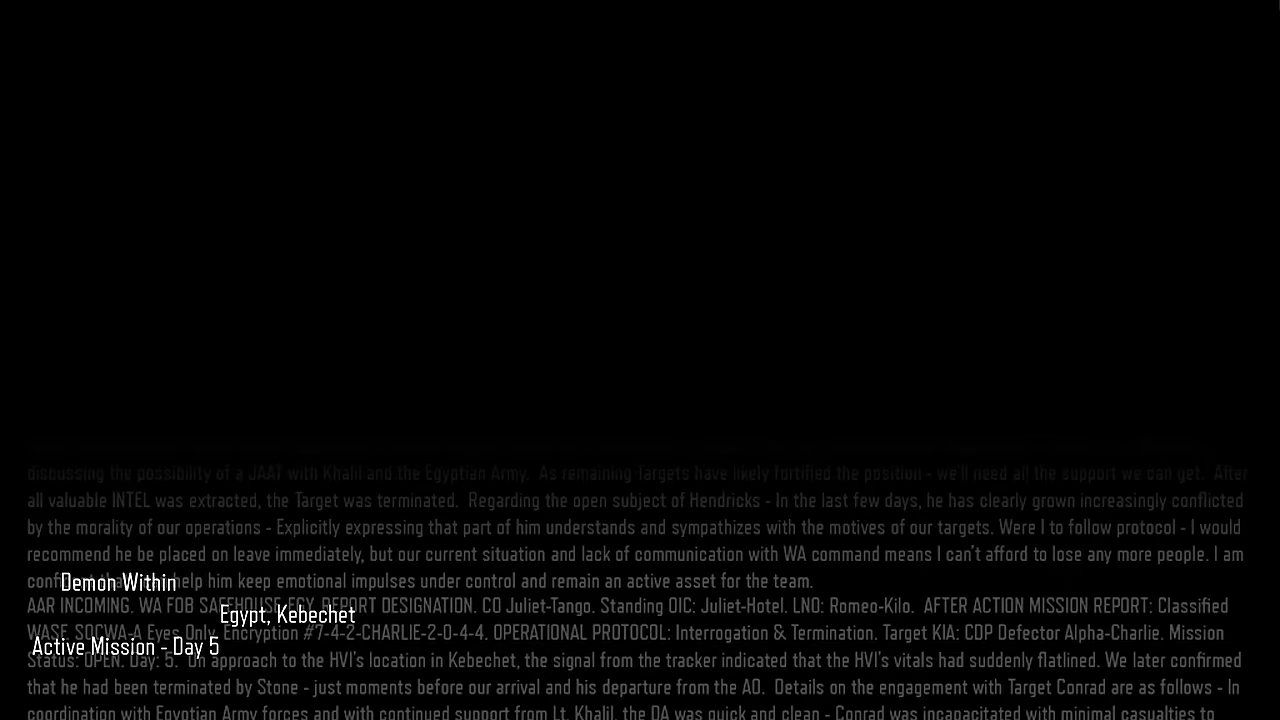 discussing the possibility of a JAAT with Khalil and the Egyptian Army.  As remaining Targets have likely fortified the position - we'll need all the support we can get.  After
all valuable INTEL was extracted, the Target was terminated.  Regarding the open subject of Hendricks - In the last few days, he has clearly grown increasingly conflicted
by the morality of our operations - Explicitly expressing that part of him understands and sympathizes with the motives of our targets. Were I to follow protocol - I would
recommend he be placed on leave immediately, but our current situation and lack of communication with WA command means I can't afford to lose any more people. I am
help him keep emotional impulses under control and remain an active asset for the team.
Demon Within
AAR INCOMING. WA FOB SAFEHOUSE EGY. REPORT DESIGNATION. CO Juliet-Tango. Standing OIC: Juliet-Hotel. LNO: Romeo-Kilo.  AFTER ACTION MISSION REPORT: Classified
Egypt, Kebechet
WASF SOCWA-A Eyes Only Encryption #7-4-2-CHARLIE-2-0-4-4. OPERATIONAL PROTOCOL: Interrogation & Termination. Target KIA: CDP Defector Alpha-Charlie. Mission
Active Mission - Day 5
Status: OPEN. Day: 5.  On approach to the HVI's location in Kebechet, the signal from the tracker indicated that the HVI's vitals had suddenly flatlined. We later confirmed
that he had been terminated by Stone - just moments before our arrival and his departure from the AO.  Details on the engagement with Target Conrad are as follows - In
coordination with Egyptian Army forces and with continued support from Lt. Khalil, the DA was quick and clean - Conrad was incapacitated with minimal casualties to